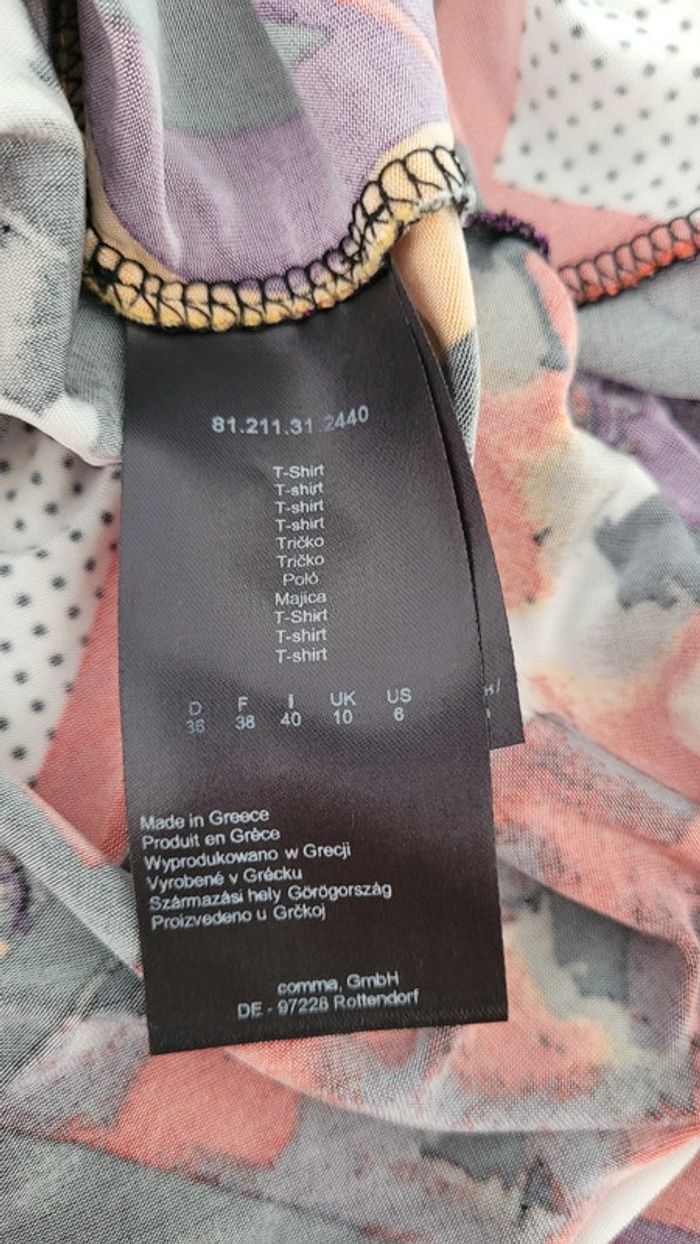 81.211.31.2440
T-Shirt
T-shirt
T-shirt
T-shirt
Tričko
Tričko
Poló
Majica
T-Shirt
T-shirt
T-shirt
D F I UK US
36 38 40 10 6
Made in Greece
Produit en Grèce
Wyprodukowano w Grecji
Vyrobené v Grécku
Származási hely Görögország
Proizvedeno u Grčkoj
comma, GmbH
DE - 97228 Rottendorf